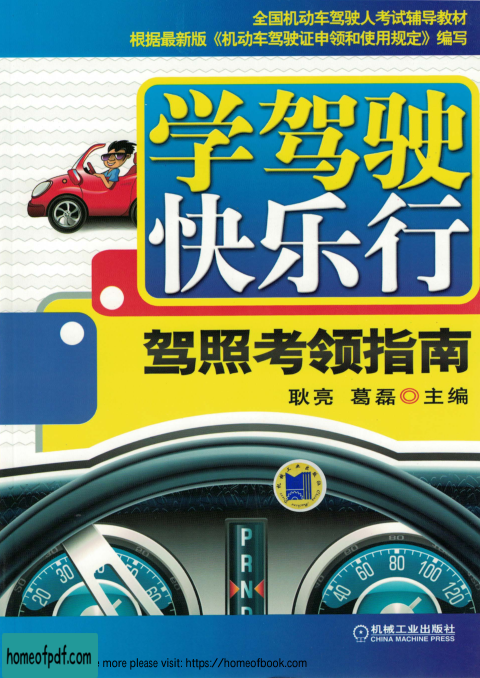 全国机动车驾驶人考试辅导教材
根据最新版《机动车驾驶证申领和使用规定》编写
学驾驶
快乐行
驾照考领指南
耿亮 葛磊◎主编
P
R
N
D
20
30
40
60
80
100
120
机械工业出版社
CHINA MACHINE PRESS
homeofpdf.com
more please visit: https://homeofbook.com